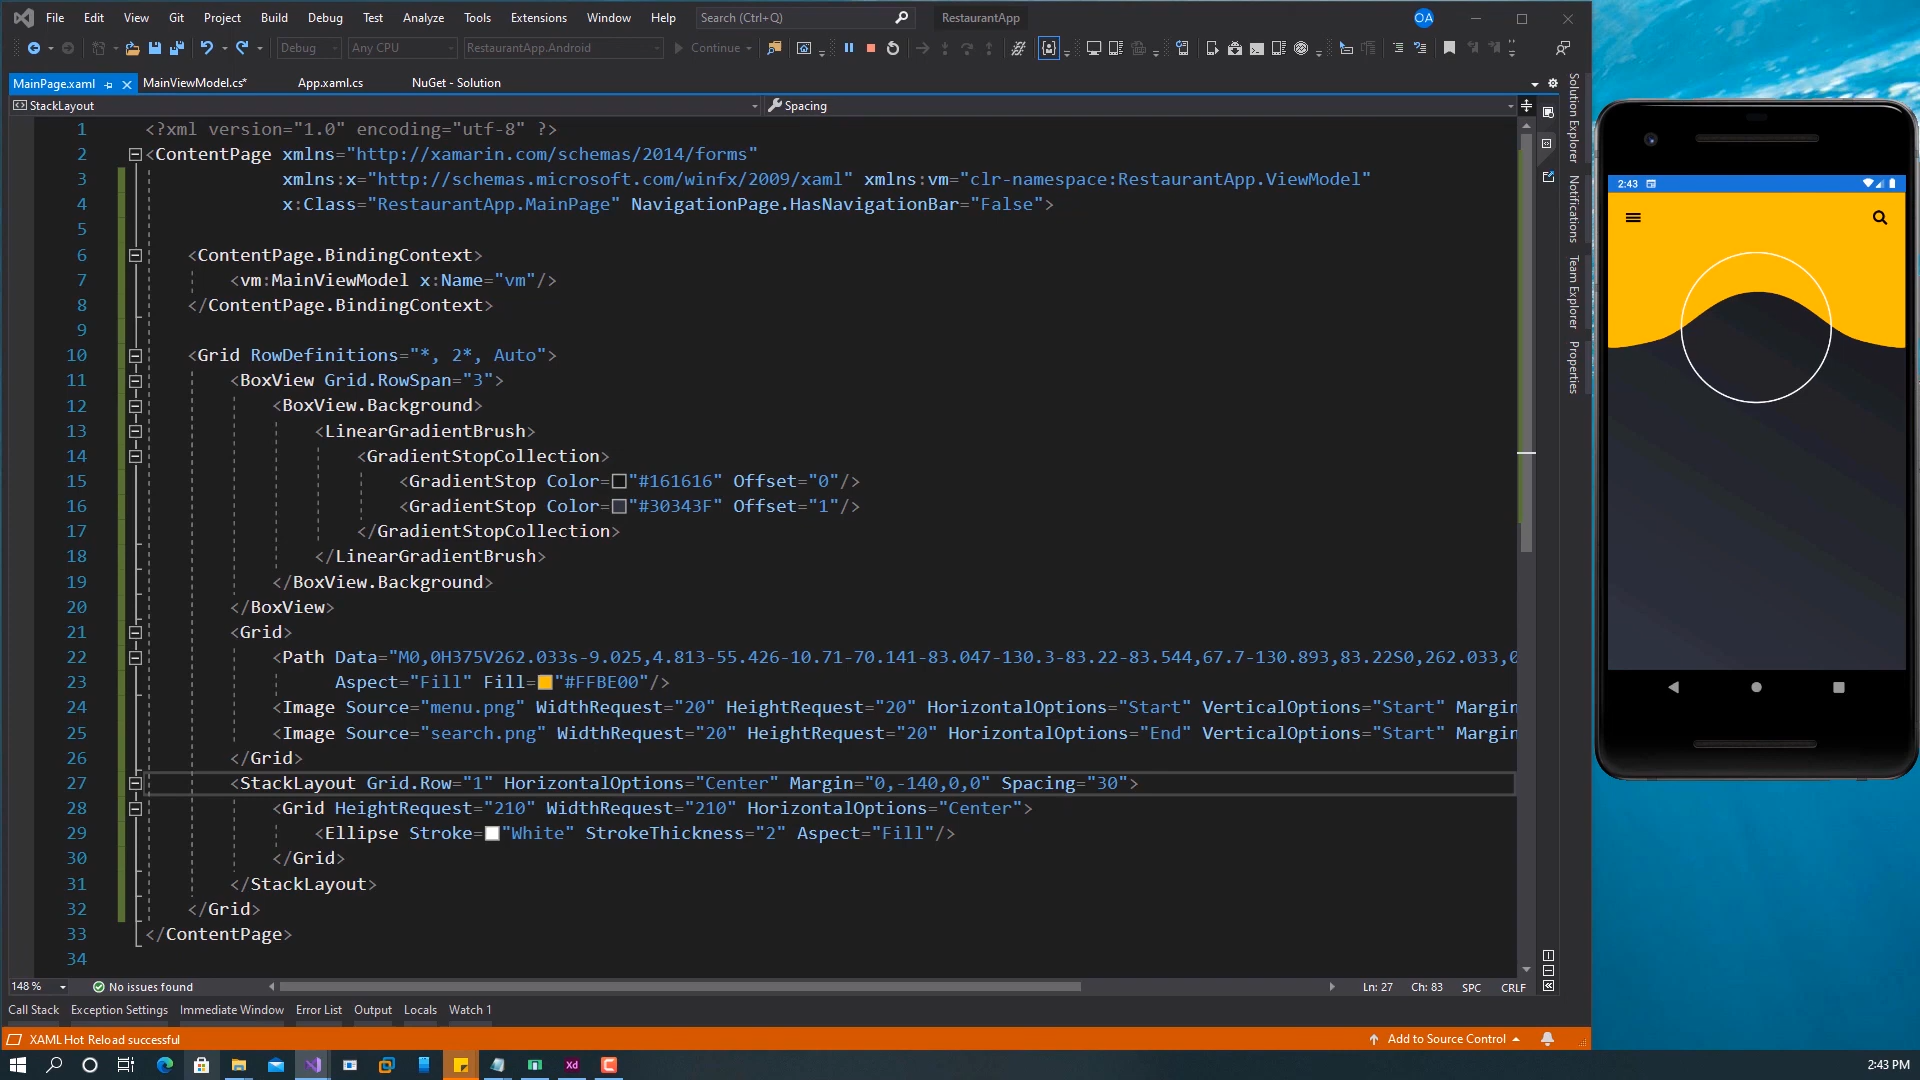 File Edit View Git Project Build Debug Test Analyze Tools Extensions Window Help Search (Ctrl+Q) RestaurantApp OA
Debug Any CPU RestaurantApp.Android Continue
MainPage.xaml MainViewModel.cs* App.xaml.cs NuGet - Solution
StackLayout Spacing
1 <?xml version="1.0" encoding="utf-8" ?>
2 <ContentPage xmlns="http://xamarin.com/schemas/2014/forms"
3 xmlns:x="http://schemas.microsoft.com/winfx/2009/xaml" xmlns:vm="clr-namespace:RestaurantApp.ViewModel"
4 x:Class="RestaurantApp.MainPage" NavigationPage.HasNavigationBar="False">
5
6 <ContentPage.BindingContext>
7 <vm:MainViewModel x:Name="vm"/>
8 </ContentPage.BindingContext>
9
10 <Grid RowDefinitions="*, 2*, Auto">
11 <BoxView Grid.RowSpan="3">
12 <BoxView.Background>
13 <LinearGradientBrush>
14 <GradientStopCollection>
15 <GradientStop Color="#161616" Offset="0"/>
16 <GradientStop Color="#30343F" Offset="1"/>
17 </GradientStopCollection>
18 </LinearGradientBrush>
19 </BoxView.Background>
20 </BoxView>
21 <Grid>
22 <Path Data="M0,0H375V262.033s-9.025,4.813-55.426-10.71-70.141-83.047-130.3-83.22-83.544,67.7-130.893,83.22S0,262.033,0
23 Aspect="Fill" Fill="#FFBE00"/>
24 <Image Source="menu.png" WidthRequest="20" HeightRequest="20" HorizontalOptions="Start" VerticalOptions="Start" Margin
25 <Image Source="search.png" WidthRequest="20" HeightRequest="20" HorizontalOptions="End" VerticalOptions="Start" Margin
26 </Grid>
27 <StackLayout Grid.Row="1" HorizontalOptions="Center" Margin="0,-140,0,0" Spacing="30">
28 <Grid HeightRequest="210" WidthRequest="210" HorizontalOptions="Center">
29 <Ellipse Stroke="White" StrokeThickness="2" Aspect="Fill"/>
30 </Grid>
31 </StackLayout>
32 </Grid>
33 </ContentPage>
34
148 % No issues found Ln: 27 Ch: 83 SPC CRLF
Call Stack Exception Settings Immediate Window Error List Output Locals Watch 1
XAML Hot Reload successful Add to Source Control
Xd
2:43 PM
Solution Explorer
Notifications
Team Explorer
Properties
2:43